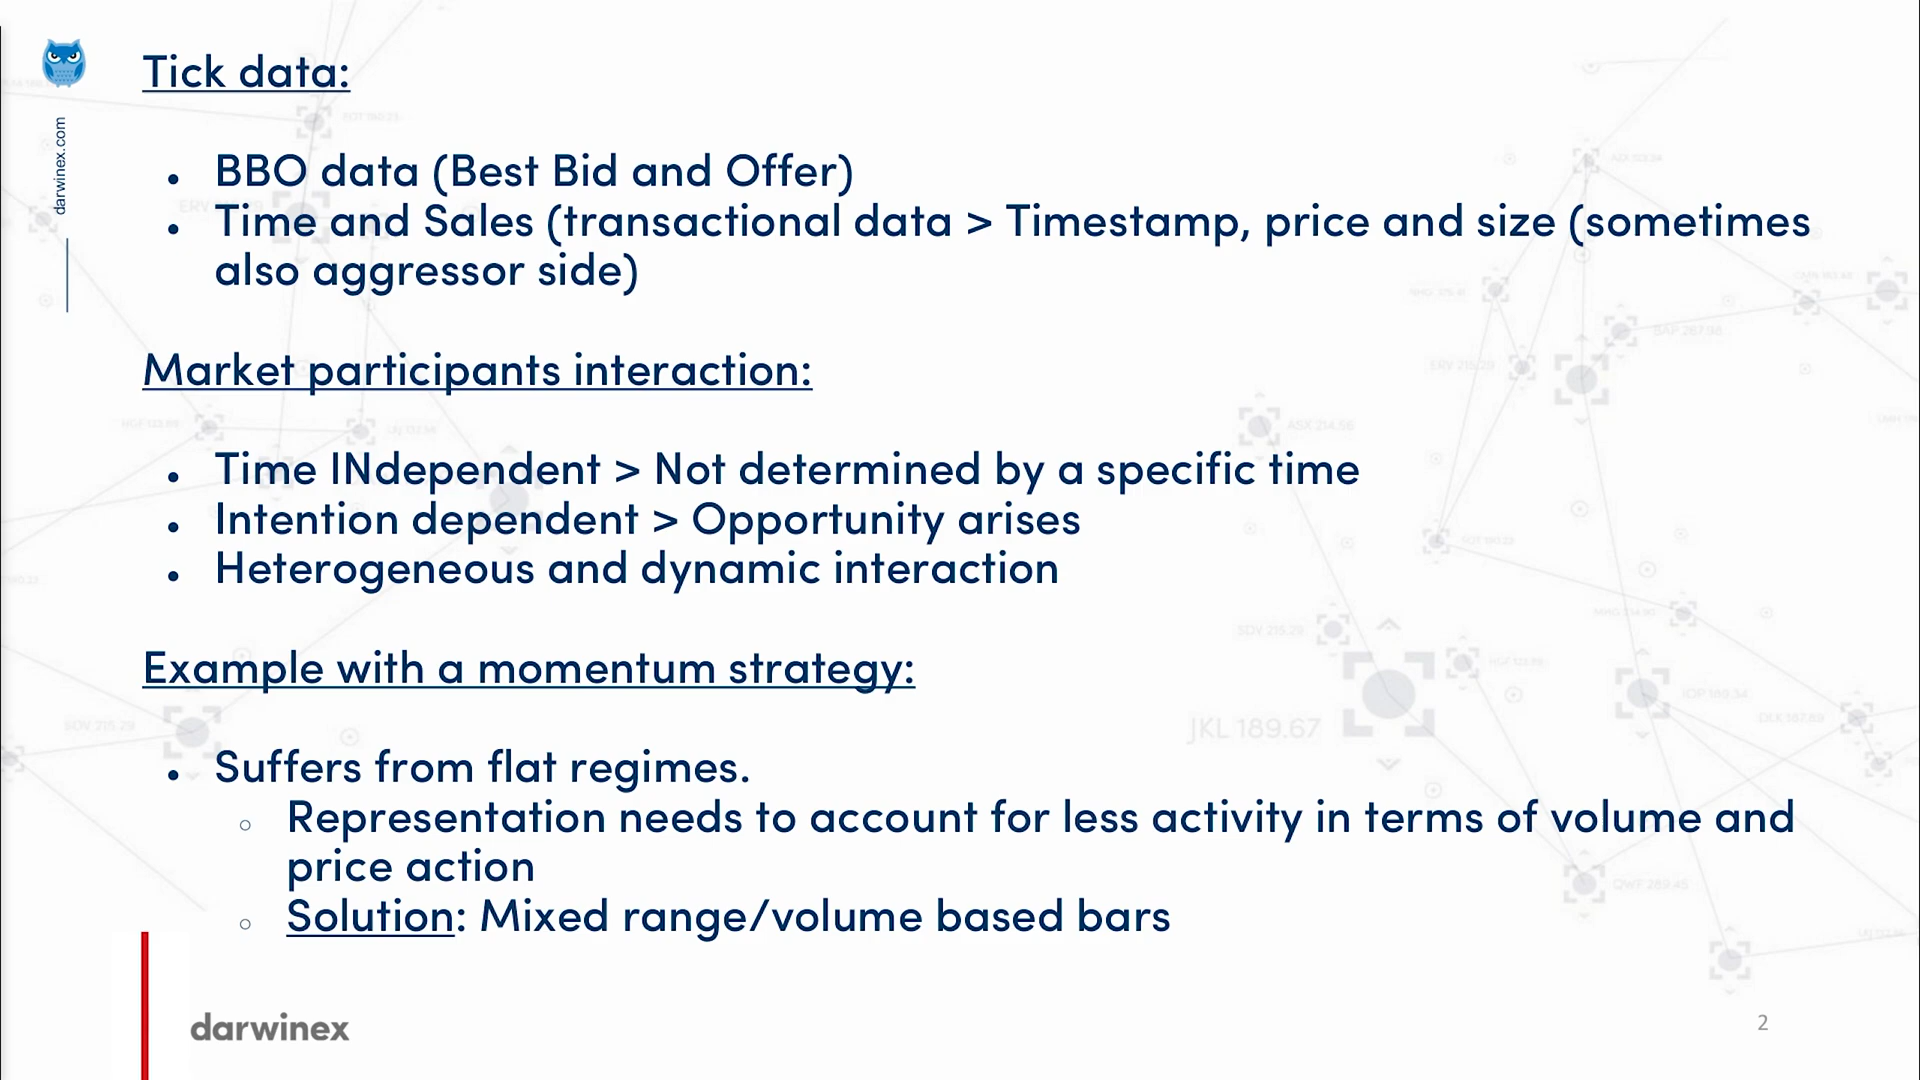 Tick data:
darwinex.com
• BBO data (Best Bid and Offer)
• Time and Sales (transactional data > Timestamp, price and size (sometimes
also aggressor side)
Market participants interaction:
• Time INdependent > Not determined by a specific time
• Intention dependent > Opportunity arises
• Heterogeneous and dynamic interaction
Example with a momentum strategy:
• Suffers from flat regimes.
○ Representation needs to account for less activity in terms of volume and
price action
JKL 189.67
○ Solution: Mixed range/volume based bars
darwinex
2